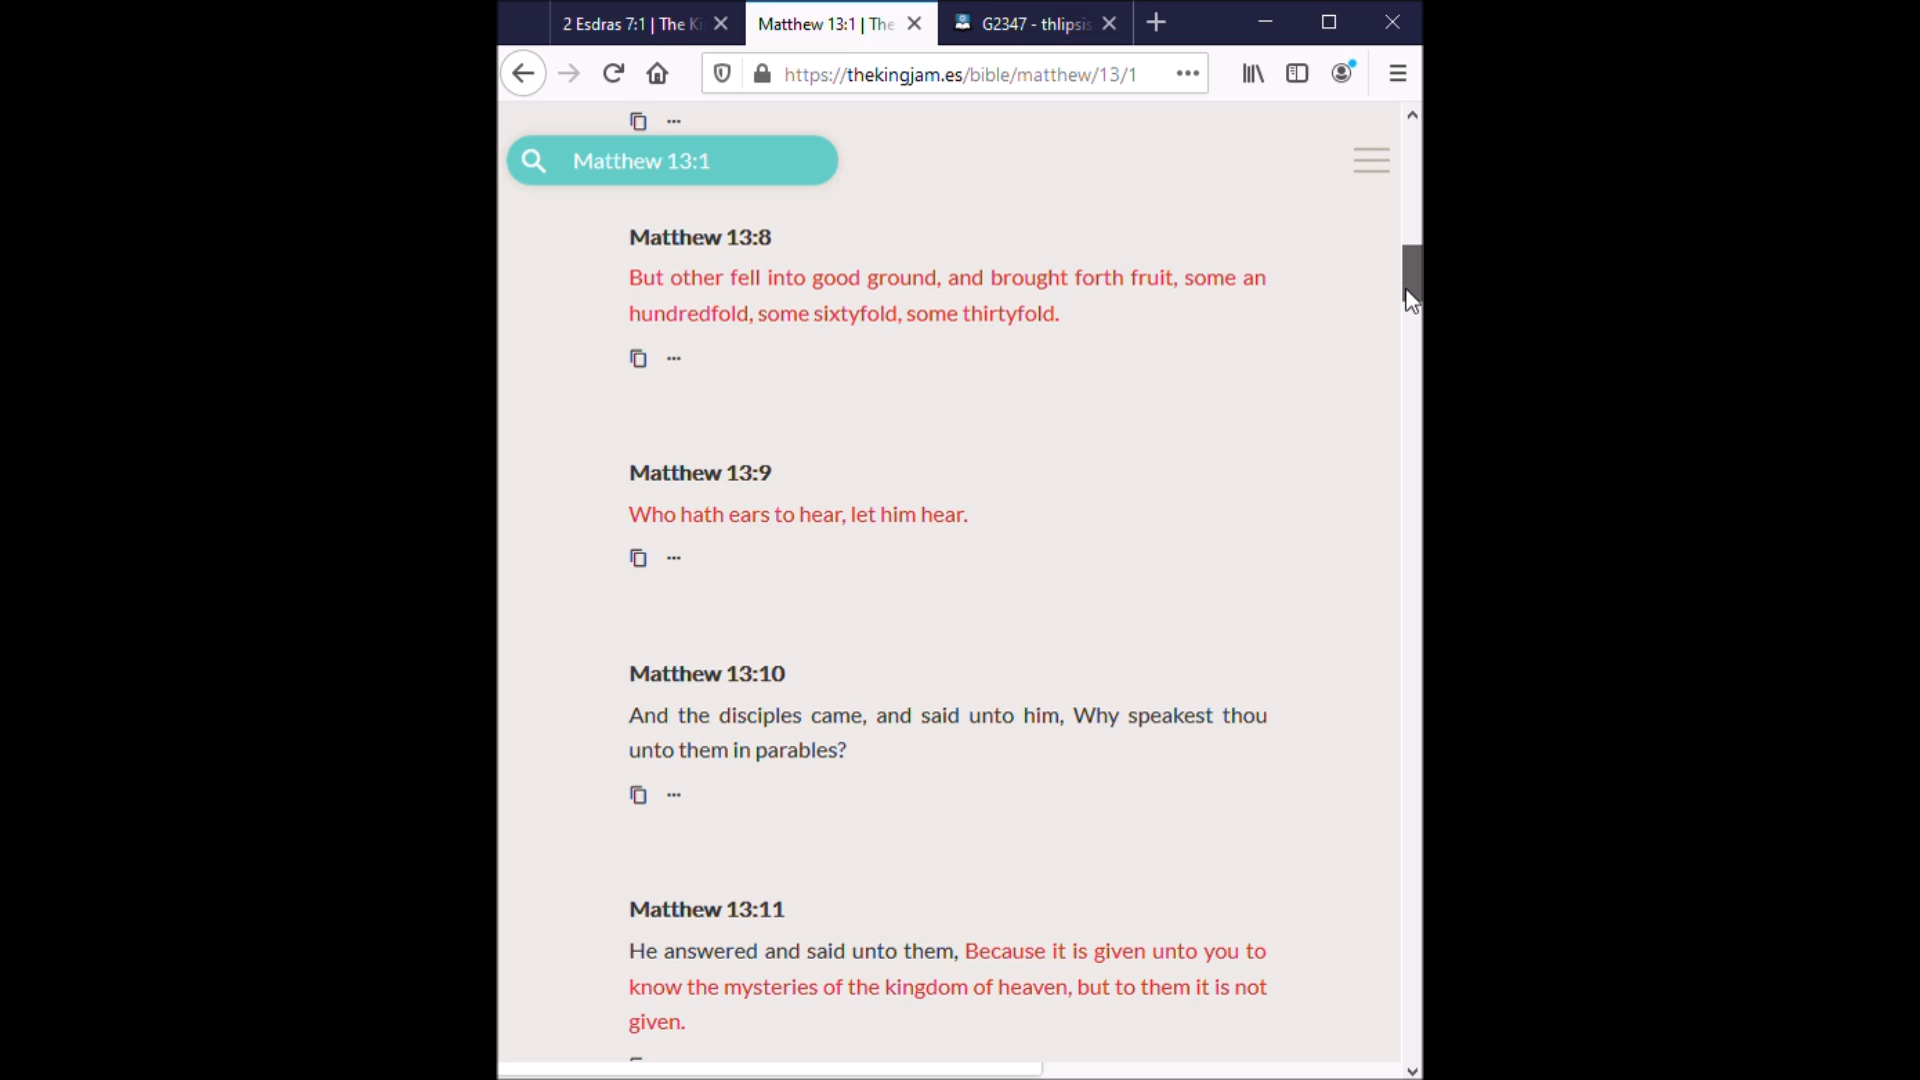 2 Esdras 7:1 | The Ki
Matthew 13:1 | The
G2347 - thlipsis
https://thekingjam.es/bible/matthew/13/1
Matthew 13:1
Matthew 13:8
But other fell into good ground, and brought forth fruit, some an
hundredfold, some sixtyfold, some thirtyfold.
Matthew 13:9
Who hath ears to hear, let him hear.
Matthew 13:10
And the disciples came, and said unto him, Why speakest thou
unto them in parables?
Matthew 13:11
He answered and said unto them, Because it is given unto you to
know the mysteries of the kingdom of heaven, but to them it is not
given.